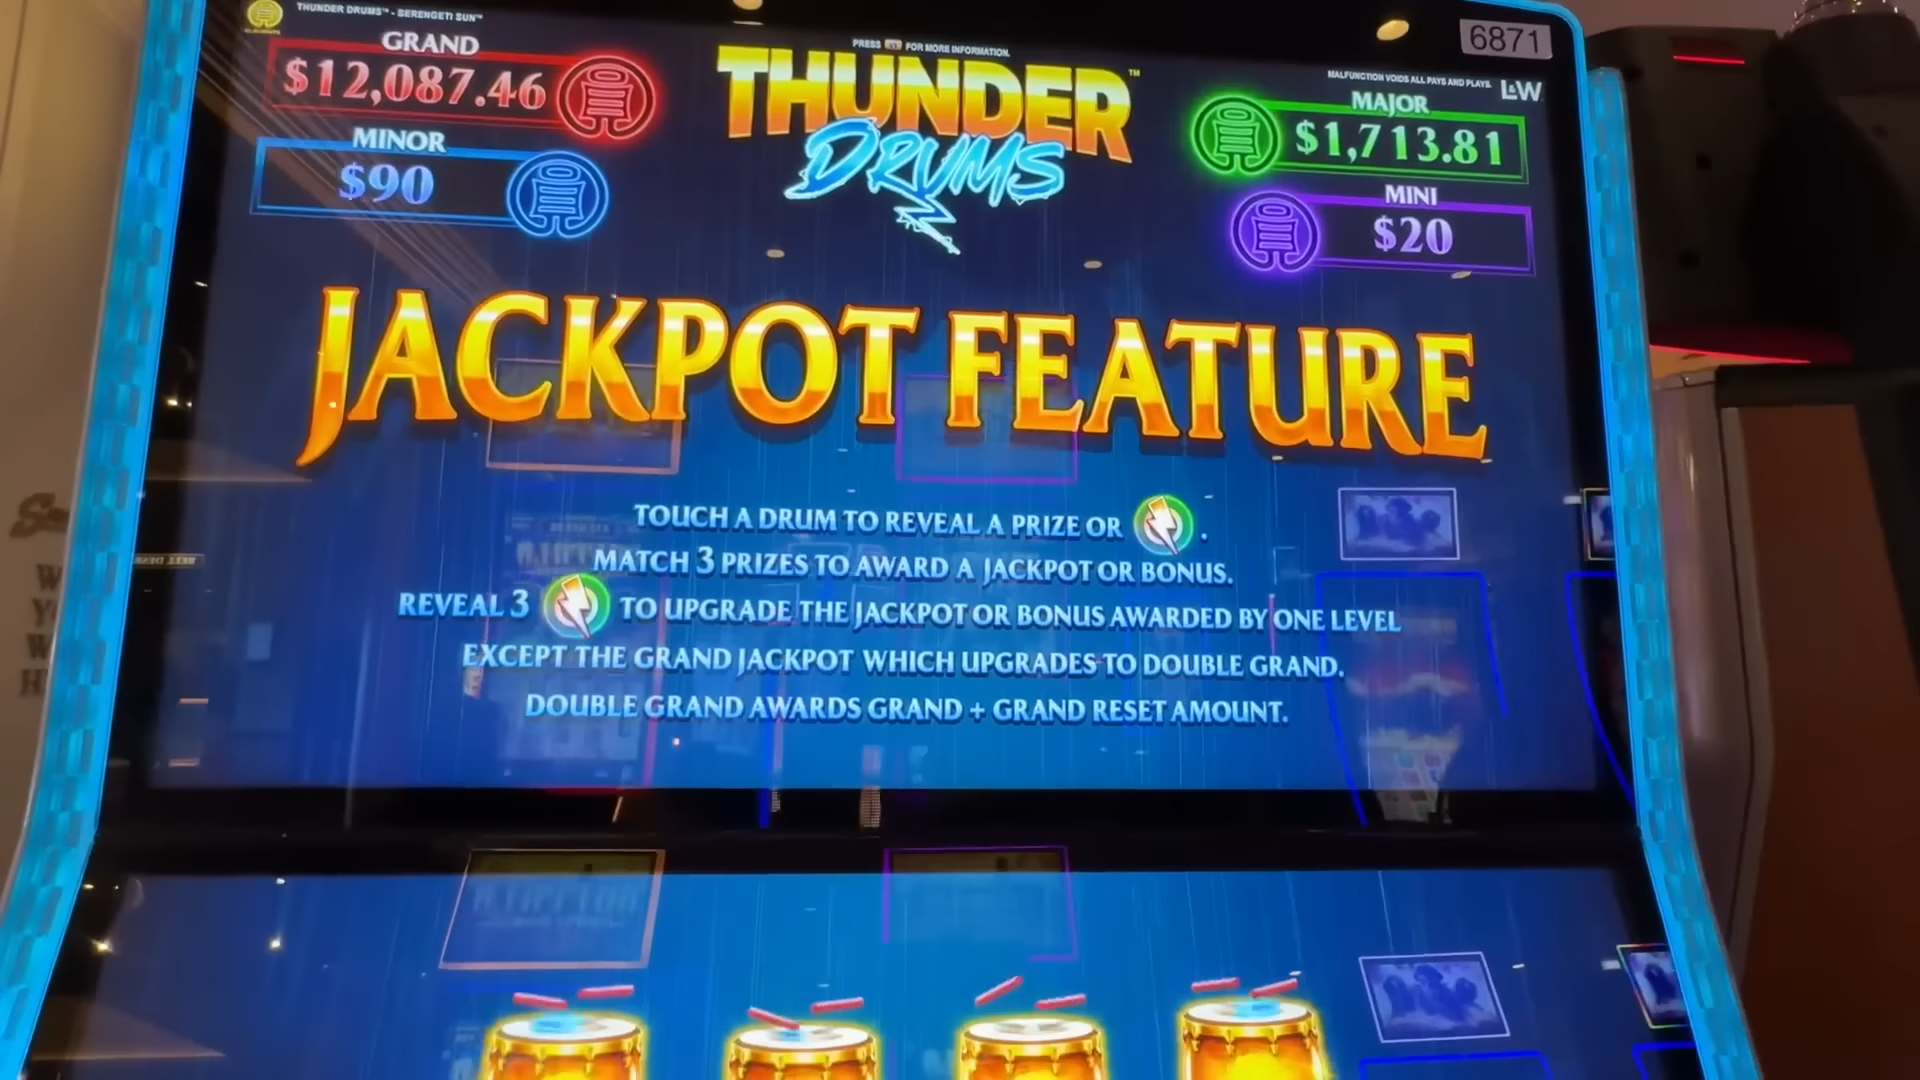 THUNDER DRUMS™ - SERENGETI SUN™
6871
GRAND
$12,087.46
PRESS FOR MORE INFORMATION.
THUNDER™
DRUMS
MALFUNCTION VOIDS ALL PAYS AND PLAYS.
L&W
MAJOR
$1,713.81
MINOR
$90
MINI
$20
JACKPOT FEATURE
TOUCH A DRUM TO REVEAL A PRIZE OR .
MATCH 3 PRIZES TO AWARD A JACKPOT OR BONUS.
REVEAL 3 TO UPGRADE THE JACKPOT OR BONUS AWARDED BY ONE LEVEL
EXCEPT THE GRAND JACKPOT WHICH UPGRADES TO DOUBLE GRAND.
DOUBLE GRAND AWARDS GRAND + GRAND RESET AMOUNT.